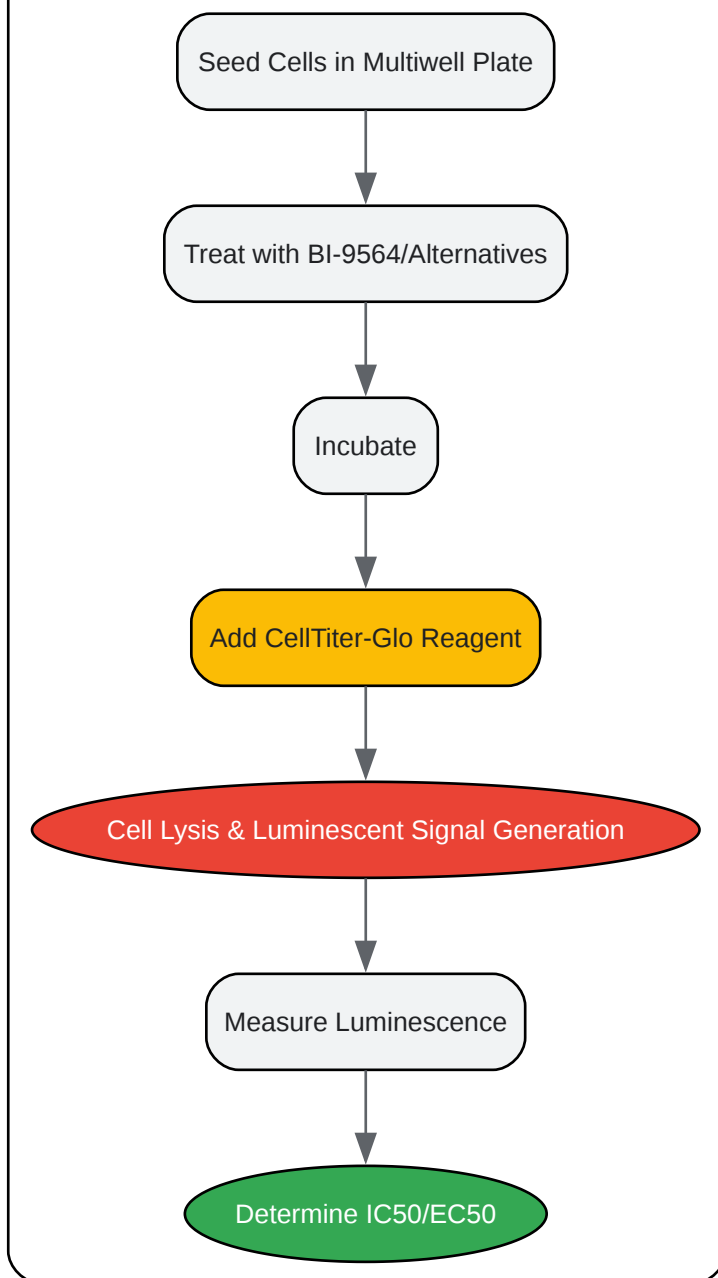 Seed Cells in Multiwell Plate
Treat with BI-9564/Alternatives
Incubate
Add CellTiter-Glo Reagent
Cell Lysis & Luminescent Signal Generation
Measure Luminescence
Determine IC50/EC50